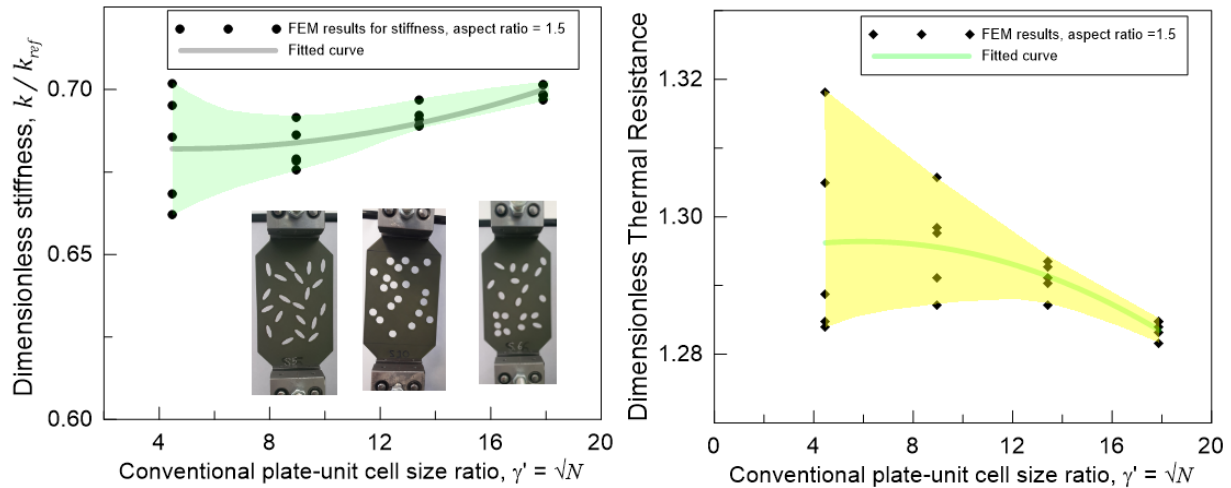 FEM results for stiffness, aspect ratio = 1.5
Fitted curve
Dimensionless stiffness, k / k_ref
0.70
0.65
0.60
4 8 12 16 20
Conventional plate-unit cell size ratio, γ' = √N
FEM results, aspect ratio =1.5
Fitted curve
Dimensionless Thermal Resistance
1.32
1.30
1.28
0 4 8 12 16 20
Conventional plate-unit cell size ratio, γ' = √N